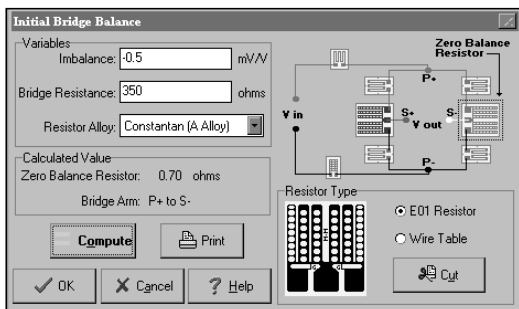 Initial Bridge Balance
Variables
Imbalance: -0.5 mV/V
Bridge Resistance: 350 ohms
Resistor Alloy: Constantan (A Alloy)
Calculated Value
Zero Balance Resistor: 0.70 ohms
Bridge Arm: P+ to S-
Compute
Print
OK
Cancel
? Help
Zero Balance
Resistor
P+
V in
S+
S-
V out
P-
Resistor Type
H-H
E01 Resistor
Wire Table
Cut